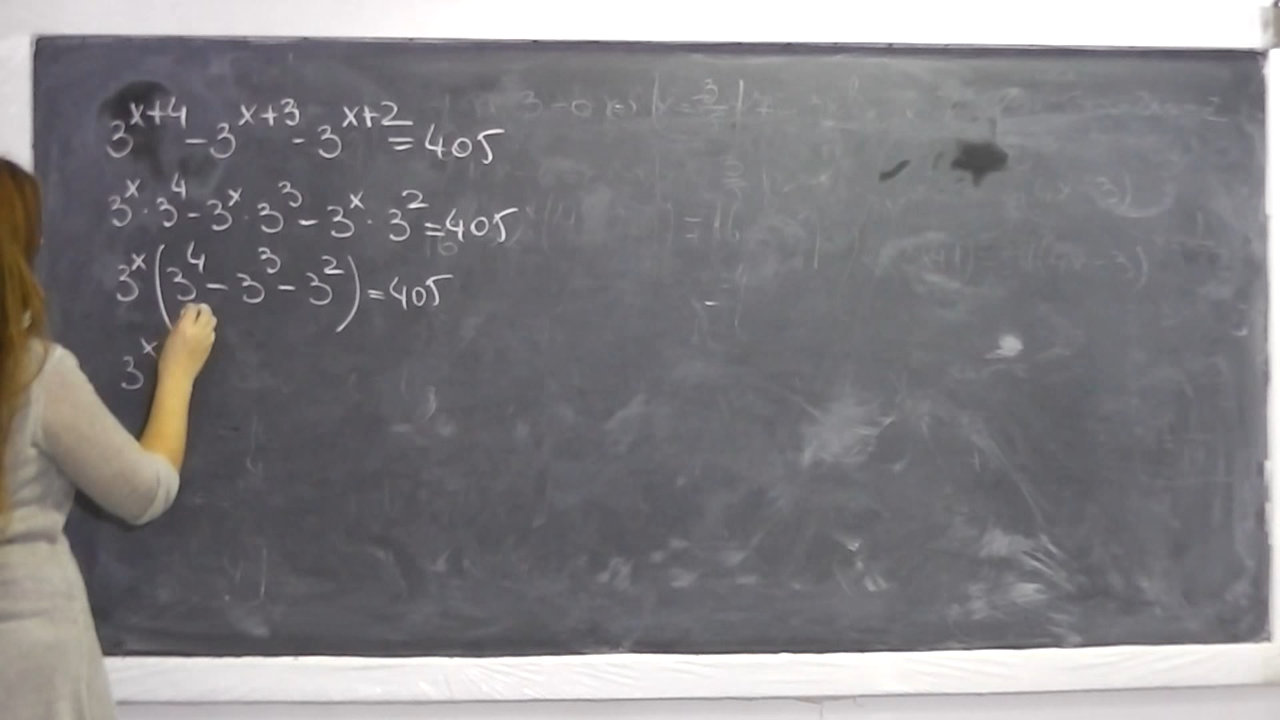 3^{x+4} - 3^{x+3} - 3^{x+2} = 405
3^x · 3^4 - 3^x · 3^3 - 3^x · 3^2 = 405
3^x (3^4 - 3^3 - 3^2) = 405
3^x